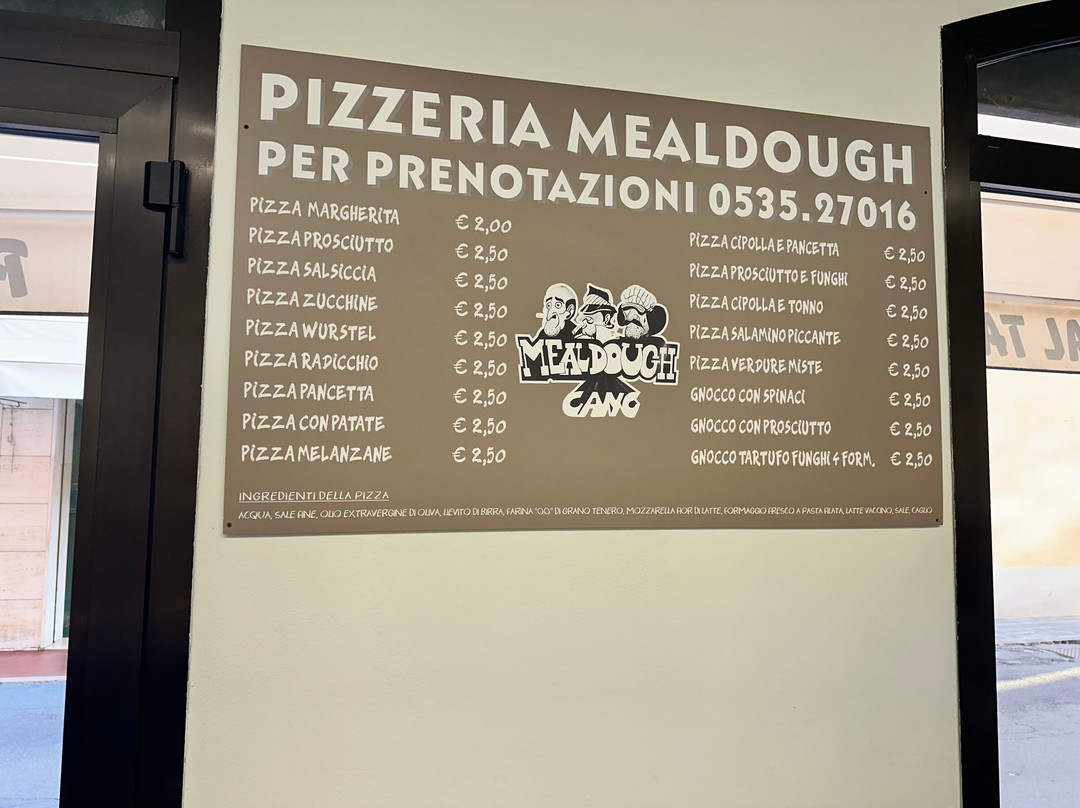 PIZZERIA MEALDOUGH
PER PRENOTAZIONI 0535.27016
PIZZA MARGHERITA € 2,00
PIZZA PROSCIUTTO € 2,50
PIZZA SALSICCIA € 2,50
PIZZA ZUCCHINE € 2,50
PIZZA WURSTEL € 2,50
PIZZA RADICCHIO € 2,50
PIZZA PANCETTA € 2,50
PIZZA CON PATATE € 2,50
PIZZA MELANZANE € 2,50
MEALDOUGH
GANG
PIZZA CIPOLLA E PANCETTA € 2,50
PIZZA PROSCIUTTO E FUNGHI € 2,50
PIZZA CIPOLLA E TONNO € 2,50
PIZZA SALAMINO PICCANTE € 2,50
PIZZA VERDURE MISTE € 2,50
GNOCCO CON SPINACI € 2,50
GNOCCO CON PROSCIUTTO € 2,50
GNOCCO TARTUFO FUNGHI 4 FORM. € 2,50
INGREDIENTI DELLA PIZZA
ACQUA, SALE FINE, OLIO EXTRAVERGINE DI OLIVA, LIEVITO DI BIRRA, FARINA "OO" DI GRANO TENERO, MOZZARELLA FIOR DI LATTE, FORMAGGIO FRESCO A PASTA FILATA, LATTE VACCINO, SALE, CAGLIO